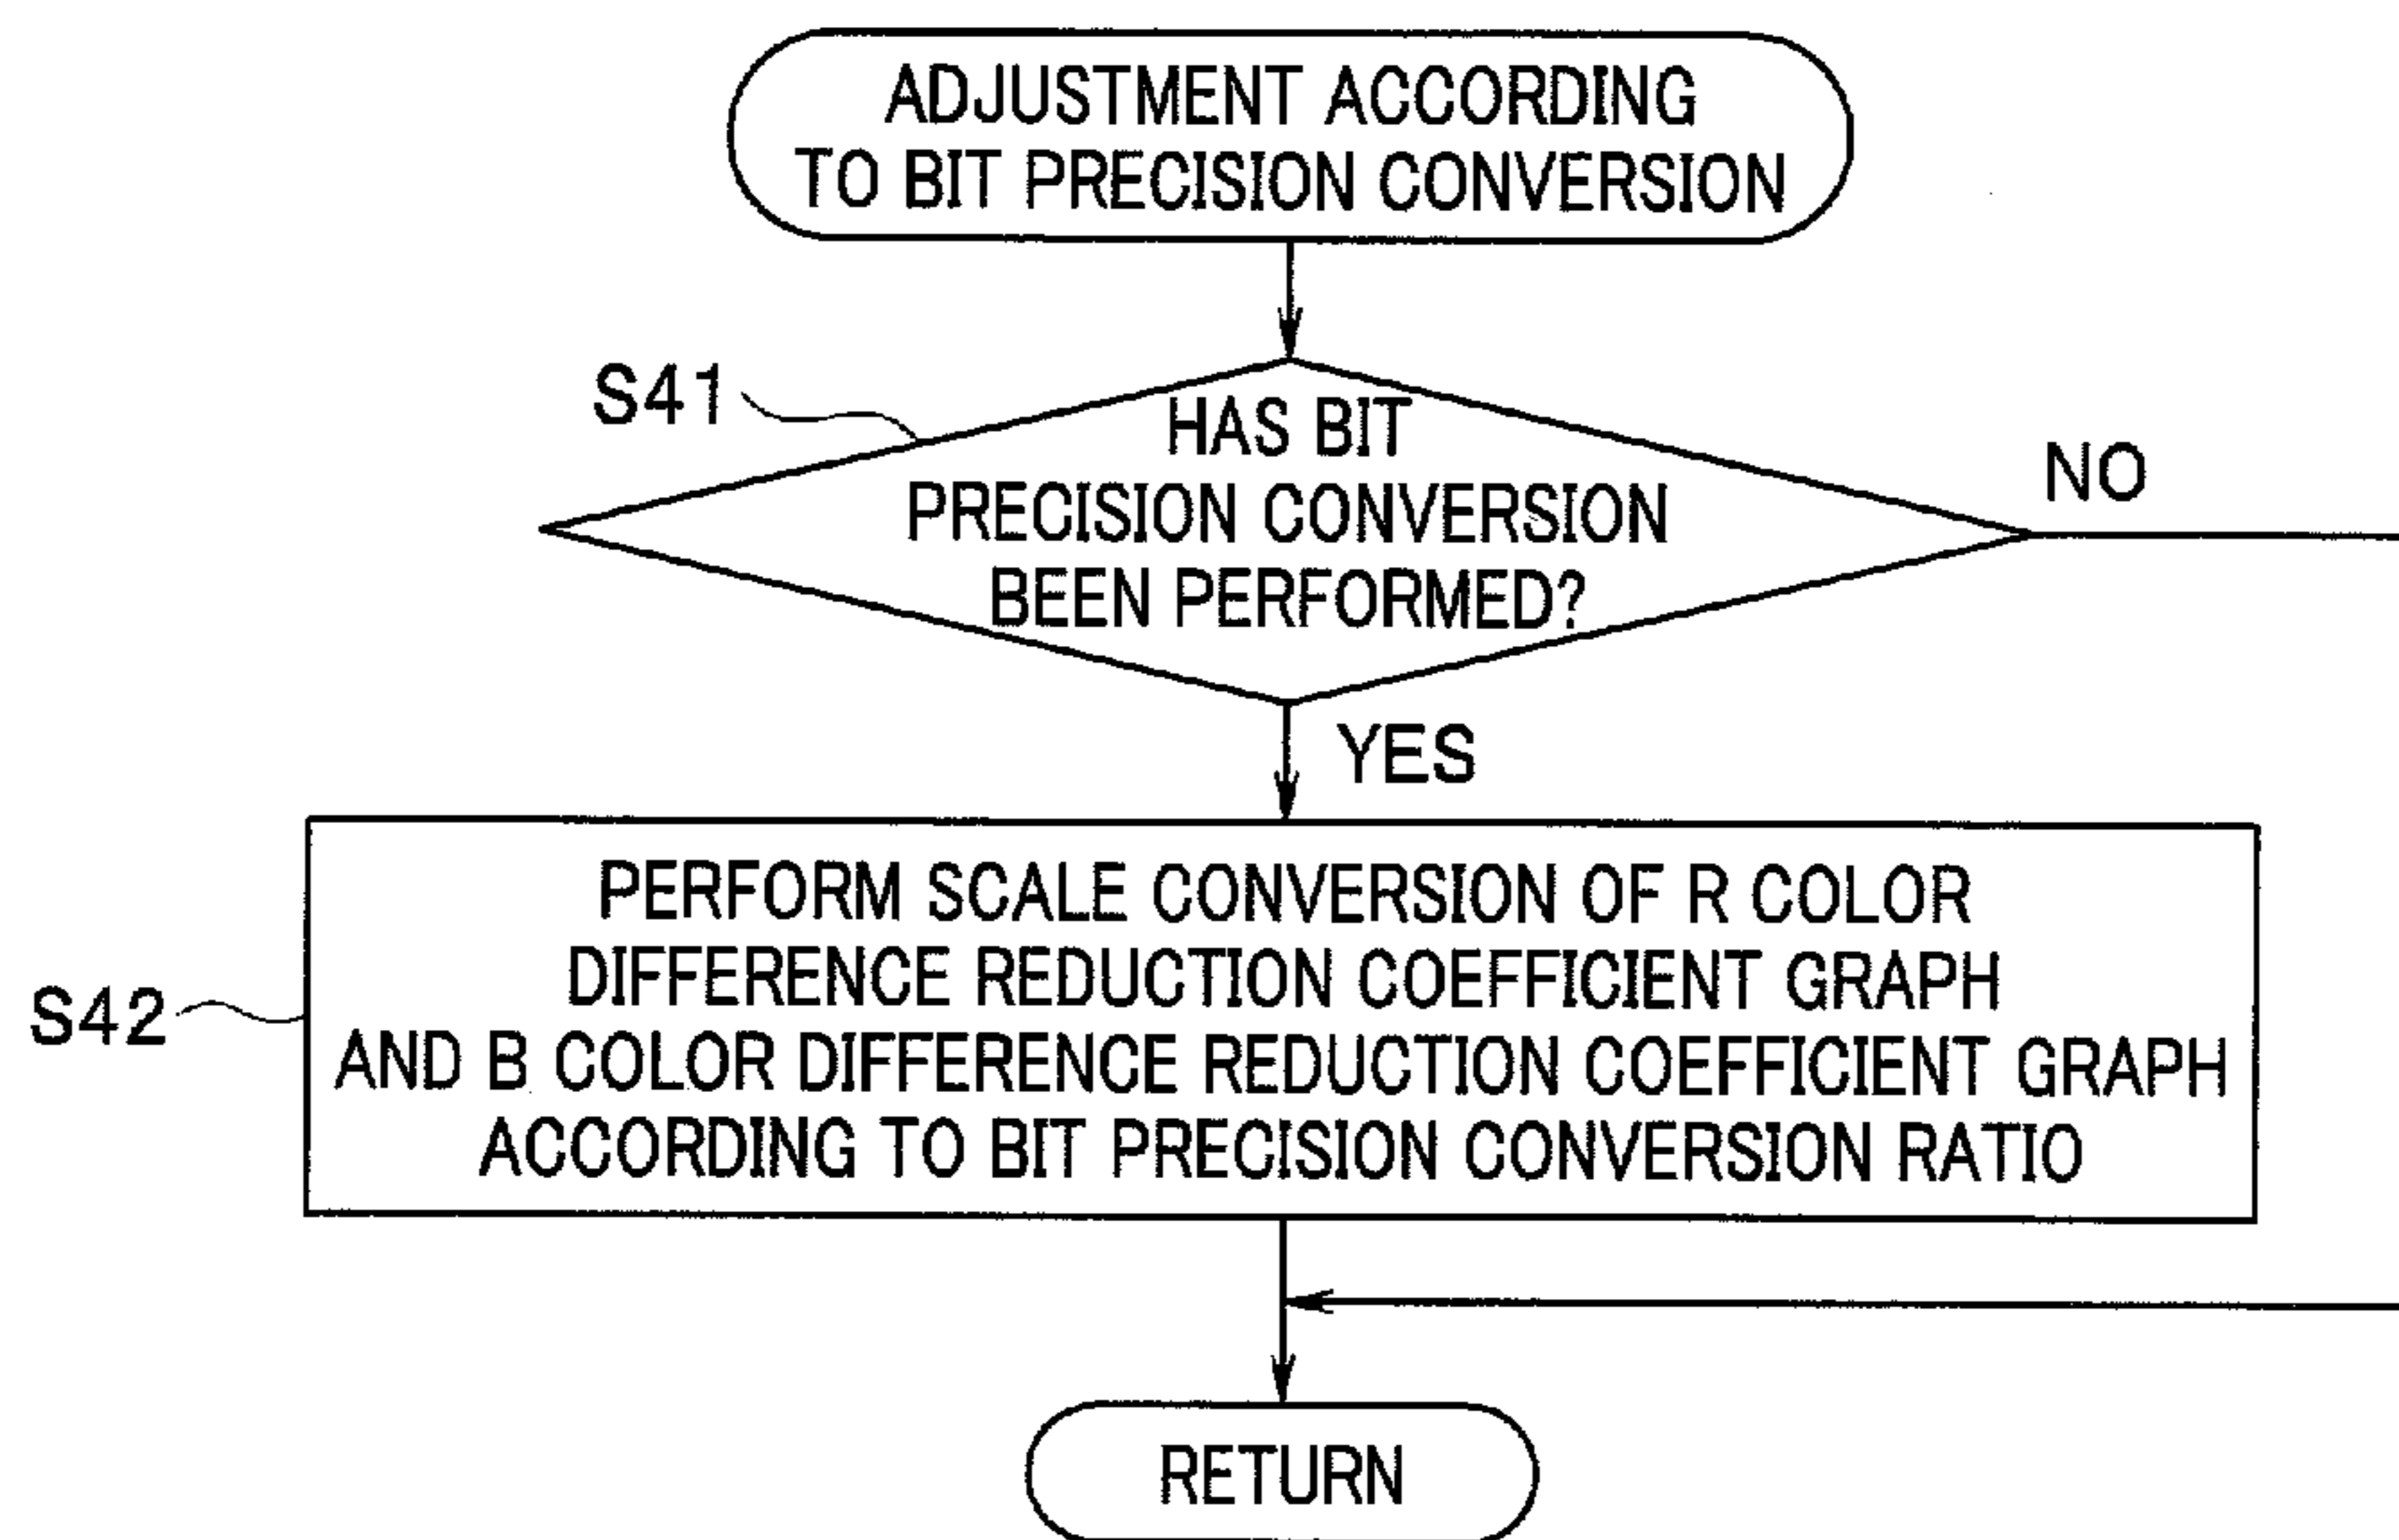 ADJUSTMENT ACCORDING
TO BIT PRECISION CONVERSION
S41
HAS BIT
PRECISION CONVERSION
BEEN PERFORMED?
NO
YES
S42
PERFORM SCALE CONVERSION OF R COLOR
DIFFERENCE REDUCTION COEFFICIENT GRAPH
AND B COLOR DIFFERENCE REDUCTION COEFFICIENT GRAPH
ACCORDING TO BIT PRECISION CONVERSION RATIO
RETURN